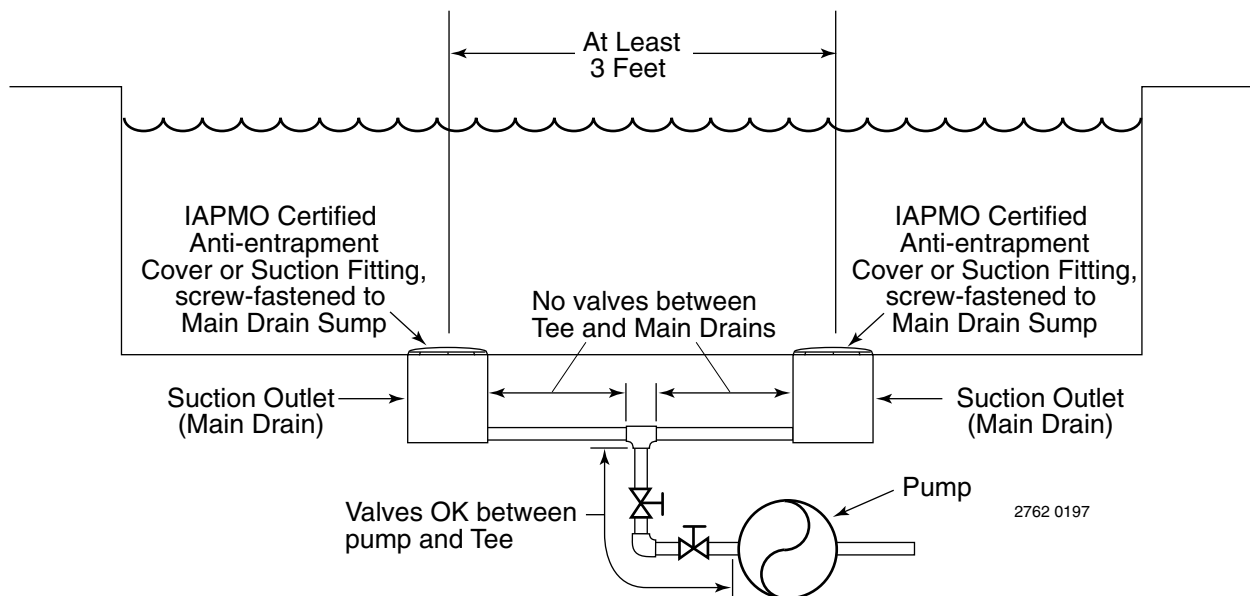 At Least
3 Feet
IAPMO Certified
Anti-entrapment
Cover or Suction Fitting,
screw-fastened to
Main Drain Sump
IAPMO Certified
Anti-entrapment
Cover or Suction Fitting,
screw-fastened to
Main Drain Sump
No valves between
Tee and Main Drains
Suction Outlet
(Main Drain)
Suction Outlet
(Main Drain)
Valves OK between
pump and Tee
Pump
2762 0197